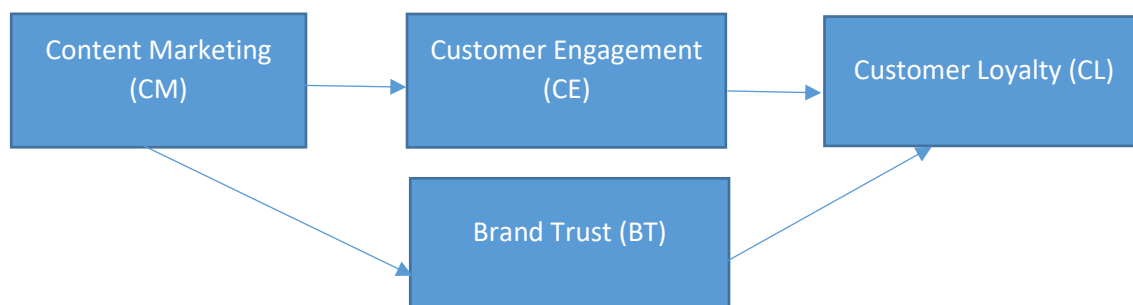 Content Marketing
(CM)
Customer Engagement
(CE)
Customer Loyalty (CL)
Brand Trust (BT)